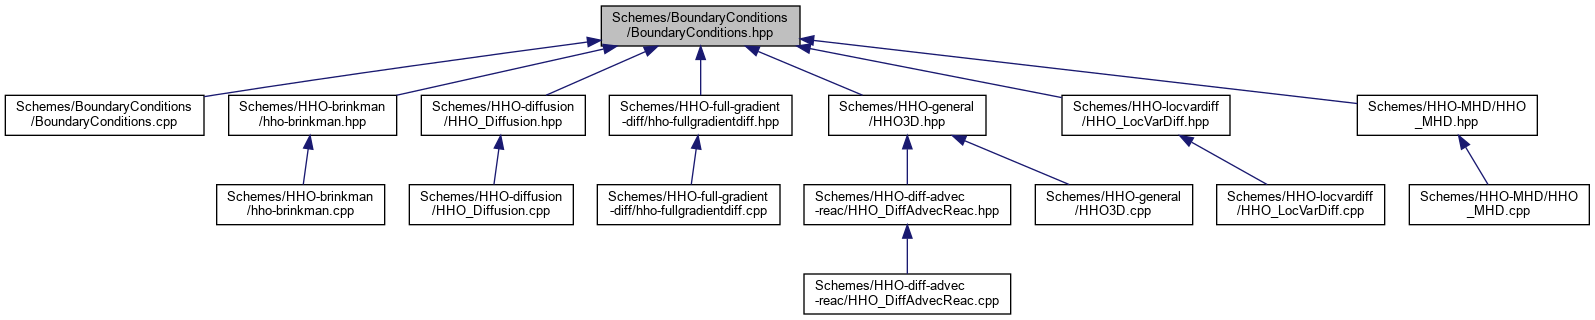 Schemes/BoundaryConditions
/BoundaryConditions.hpp
Schemes/BoundaryConditions
/BoundaryConditions.cpp
Schemes/HHO-brinkman
/hho-brinkman.hpp
Schemes/HHO-diffusion
/HHO_Diffusion.hpp
Schemes/HHO-full-gradient
-diff/hho-fullgradientdiff.hpp
Schemes/HHO-general
/HHO3D.hpp
Schemes/HHO-locvardiff
/HHO_LocVarDiff.hpp
Schemes/HHO-MHD/HHO
_MHD.hpp
Schemes/HHO-brinkman
/hho-brinkman.cpp
Schemes/HHO-diffusion
/HHO_Diffusion.cpp
Schemes/HHO-full-gradient
-diff/hho-fullgradientdiff.cpp
Schemes/HHO-diff-advec
-reac/HHO_DiffAdvecReac.hpp
Schemes/HHO-general
/HHO3D.cpp
Schemes/HHO-locvardiff
/HHO_LocVarDiff.cpp
Schemes/HHO-MHD/HHO
_MHD.cpp
Schemes/HHO-diff-advec
-reac/HHO_DiffAdvecReac.cpp